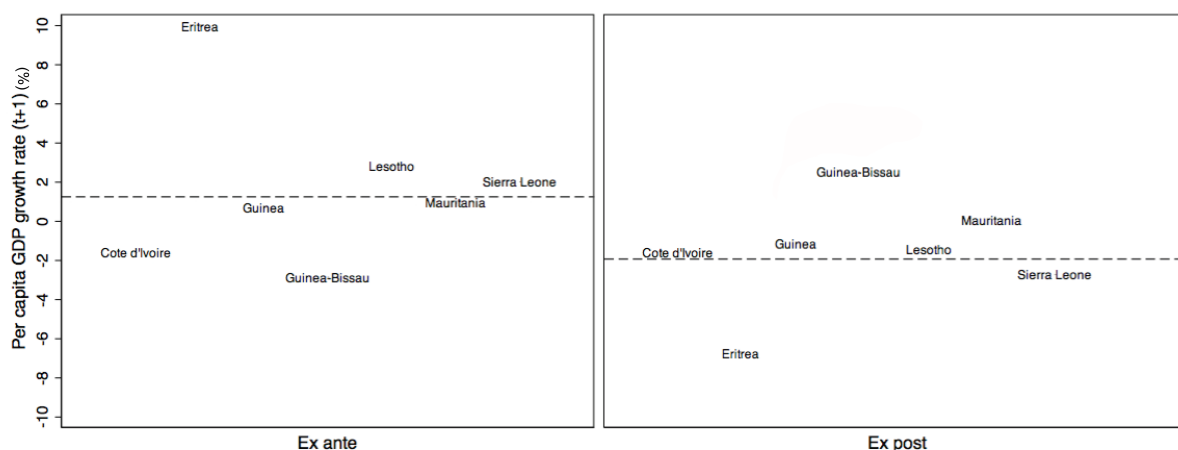 Per capita GDP growth rate (t+1) (%)
10
8
6
4
2
0
-2
-4
-6
-8
-10
Eritrea
Lesotho
Sierra Leone
Guinea
Mauritania
Cote d'Ivoire
Guinea-Bissau
Ex ante
Guinea-Bissau
Mauritania
Guinea
Cote d'Ivoire
Lesotho
Sierra Leone
Eritrea
Ex post